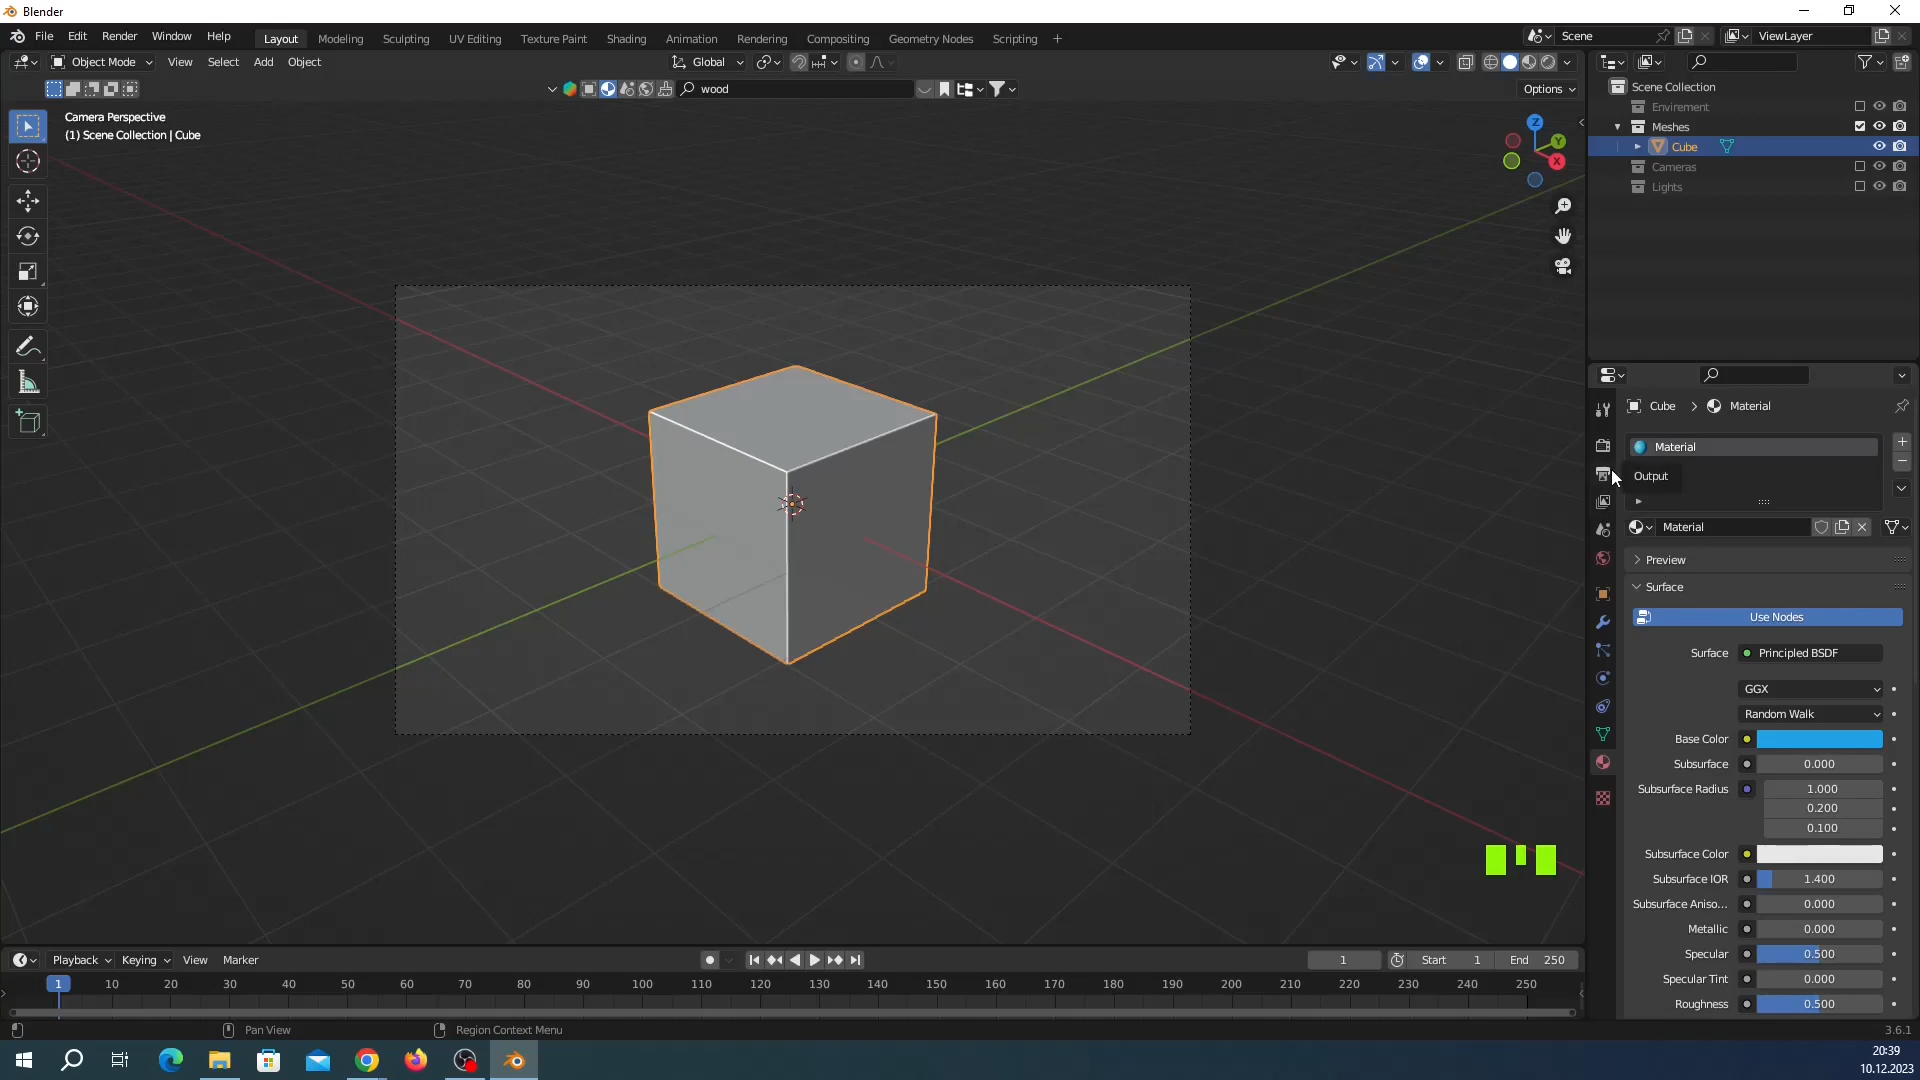 Blender
File Edit Render Window Help Layout Modeling Sculpting UV Editing Texture Paint Shading Animation Rendering Compositing Geometry Nodes Scripting Scene ViewLayer
Object Mode View Select Add Object Global
wood Options
Camera Perspective
(1) Scene Collection | Cube
Z
Y
X
Scene Collection
Envirement
Meshes
Cube
Cameras
Lights
Cube Material
Material
Output
Material
Preview
Surface
Use Nodes
Surface Principled BSDF
GGX
Random Walk
Base Color
Subsurface 0.000
Subsurface Radius 1.000
0.200
0.100
Subsurface Color
Subsurface IOR 1.400
Subsurface Aniso... 0.000
Metallic 0.000
Specular 0.500
Specular Tint 0.000
Roughness 0.500
Playback Keying View Marker 1 Start 1 End 250
1 10 20 30 40 50 60 70 80 90 100 110 120 130 140 150 160 170 180 190 200 210 220 230 240 250
Pan View Region Context Menu 3.6.1
20:39
10.12.2023